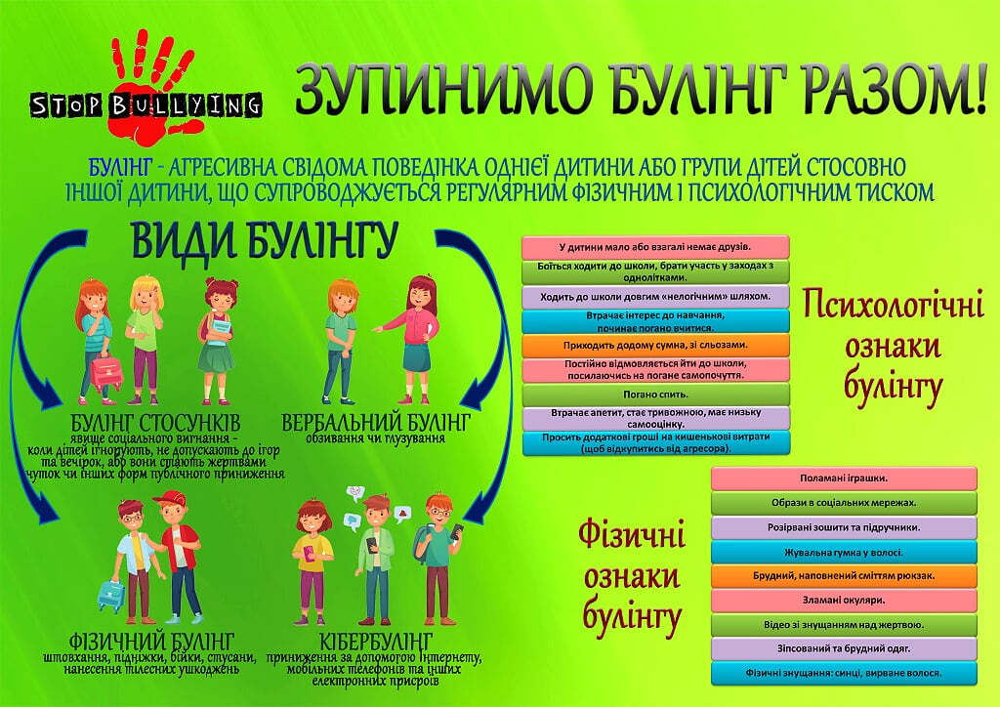 STOP BULLYING
ЗУПИНИМО БУЛІНГ РАЗОМ!
БУЛІНГ - АГРЕСИВНА СВІДОМА ПОВЕДІНКА ОДНІЄЇ ДИТИНИ АБО ГРУПИ ДІТЕЙ СТОСОВНО
ІНШОЇ ДИТИНИ, ЩО СУПРОВОДЖУЄТЬСЯ РЕГУЛЯРНИМ ФІЗИЧНИМ І ПСИХОЛОГІЧНИМ ТИСКОМ
ВИДИ БУЛІНГУ
БУЛІНГ СТОСУНКІВ
явище соціального вигнання -
коли дітей ігнорують, не допускають до ігор
та вечірок, або вони стають жертвами
чуток чи інших форм публічного приниження
ВЕРБАЛЬНИЙ БУЛІНГ
обзивання чи глузування
ФІЗИЧНИЙ БУЛІНГ
штовхання, підніжки, бійки, стусани,
нанесення тілесних ушкоджень
КІБЕРБУЛІНГ
приниження за допомогою Інтернету,
мобільних телефонів та інших
електронних присроїв
Психологічні
ознаки
булінгу
У дитини мало або взагалі немає друзів.
Боїться ходити до школи, брати участь у заходах з
однолітками.
Ходить до школи довгим «нелогічним» шляхом.
Втрачає інтерес до навчання,
починає погано вчитися.
Приходить додому сумна, зі сльозами.
Постійно відмовляється йти до школи,
посилаючись на погане самопочуття.
Погано спить.
Втрачає апетит, стає тривожною, має низьку
самооцінку.
Просить додаткові гроші на кишенькові витрати
(щоб відкупитись від агресора).
Фізичні
ознаки
булінгу
Поламані іграшки.
Образи в соціальних мережах.
Розірвані зошити та підручники.
Жувальна гумка у волосі.
Брудний, наповнений сміттям рюкзак.
Зламані окуляри.
Відео зі знущанням над жертвою.
Зіпсований та брудний одяг.
Фізичні знущання: синці, вирване волося.